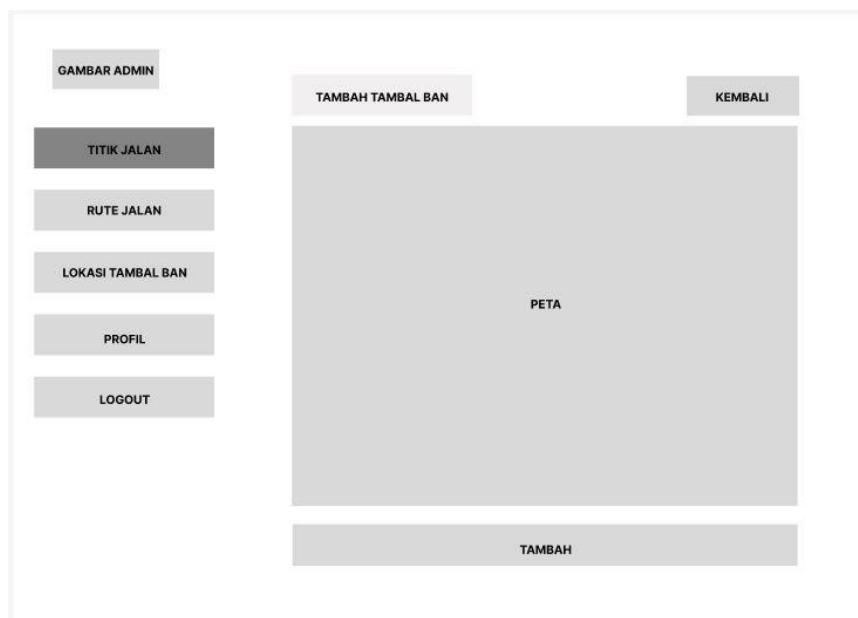 GAMBAR ADMIN
TITIK JALAN
RUTE JALAN
LOKASI TAMBAL BAN
PROFIL
LOGOUT
TAMBAH TAMBAL BAN
KEMBALI
PETA
TAMBAH